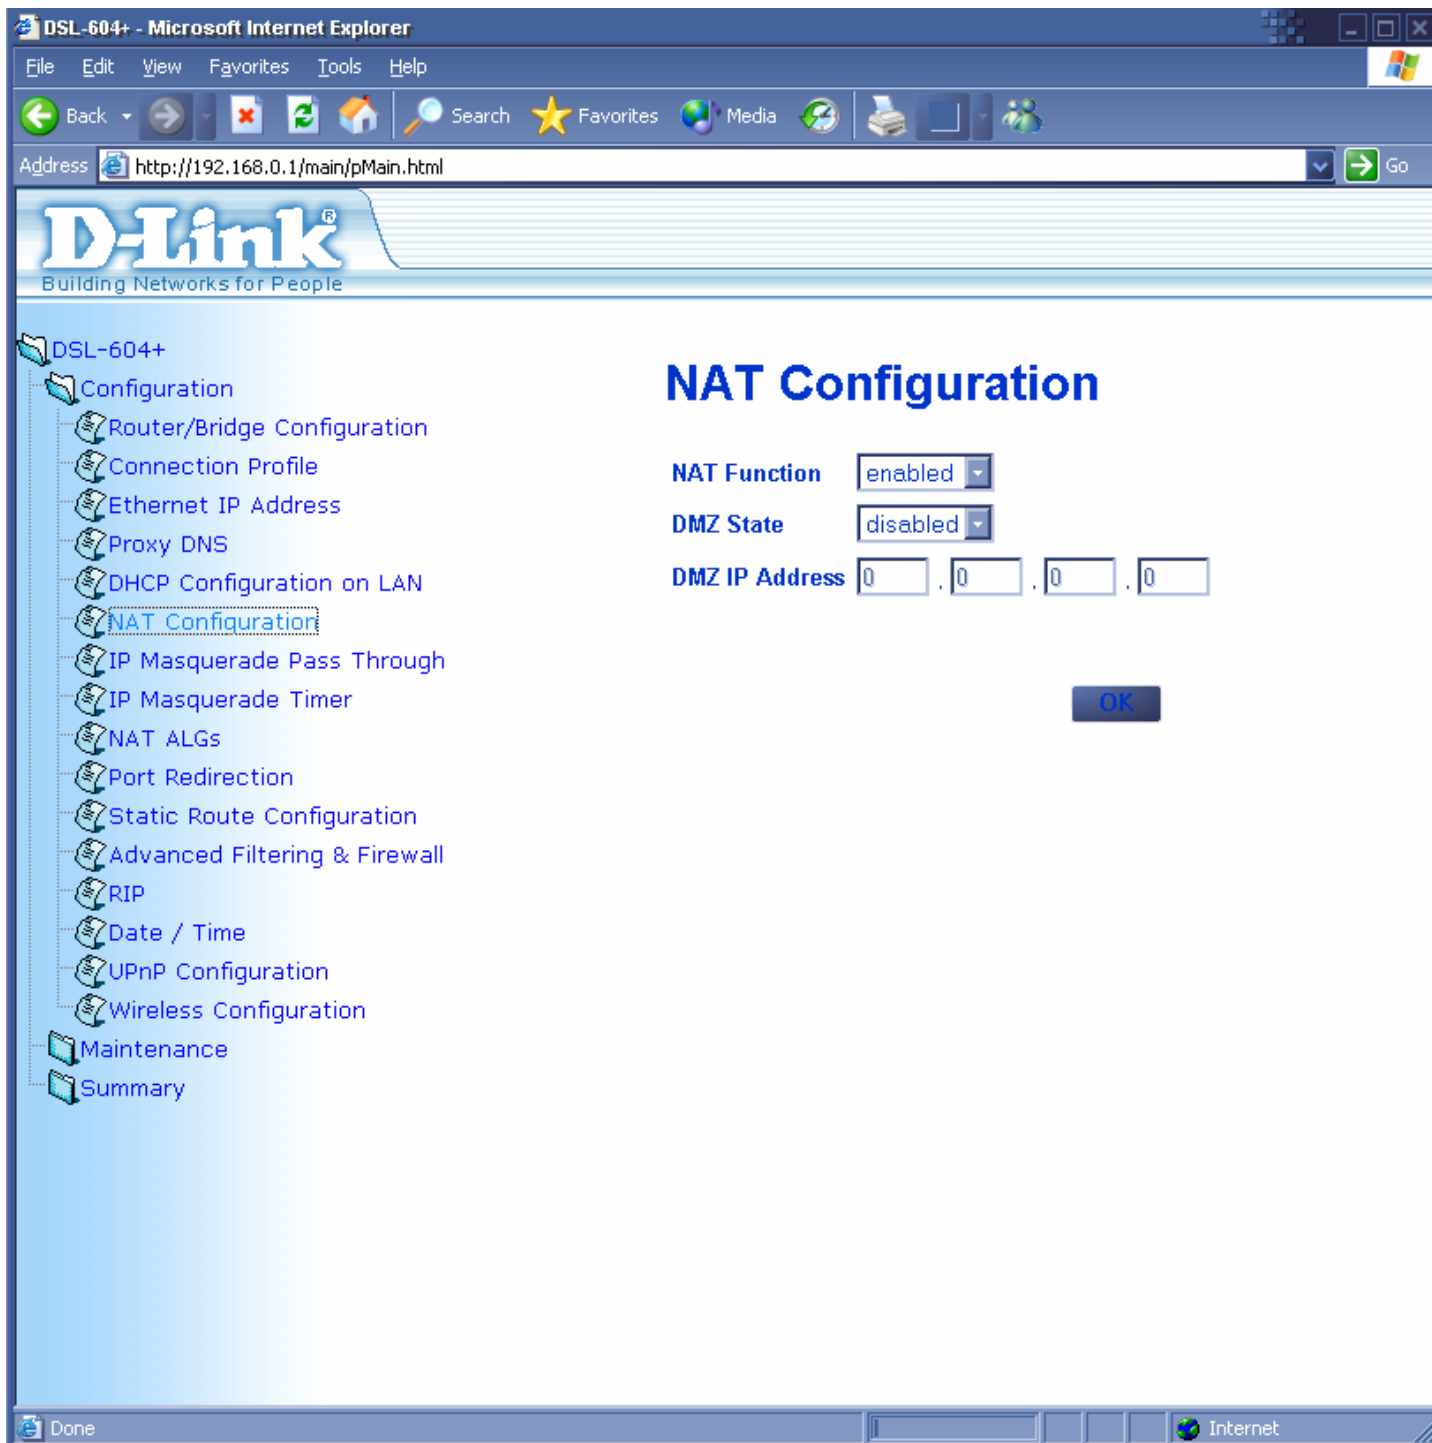 DSL-604+ - Microsoft Internet Explorer
File Edit View Favorites Tools Help
Back Search Favorites Media
Address http://192.168.0.1/main/pMain.html Go
D-Link®
Building Networks for People
DSL-604+
Configuration
Router/Bridge Configuration
Connection Profile
Ethernet IP Address
Proxy DNS
DHCP Configuration on LAN
NAT Configuration
IP Masquerade Pass Through
IP Masquerade Timer
NAT ALGs
Port Redirection
Static Route Configuration
Advanced Filtering & Firewall
RIP
Date / Time
UPnP Configuration
Wireless Configuration
Maintenance
Summary
NAT Configuration
NAT Function enabled
DMZ State disabled
DMZ IP Address 0 . 0 . 0 . 0
OK
Done Internet